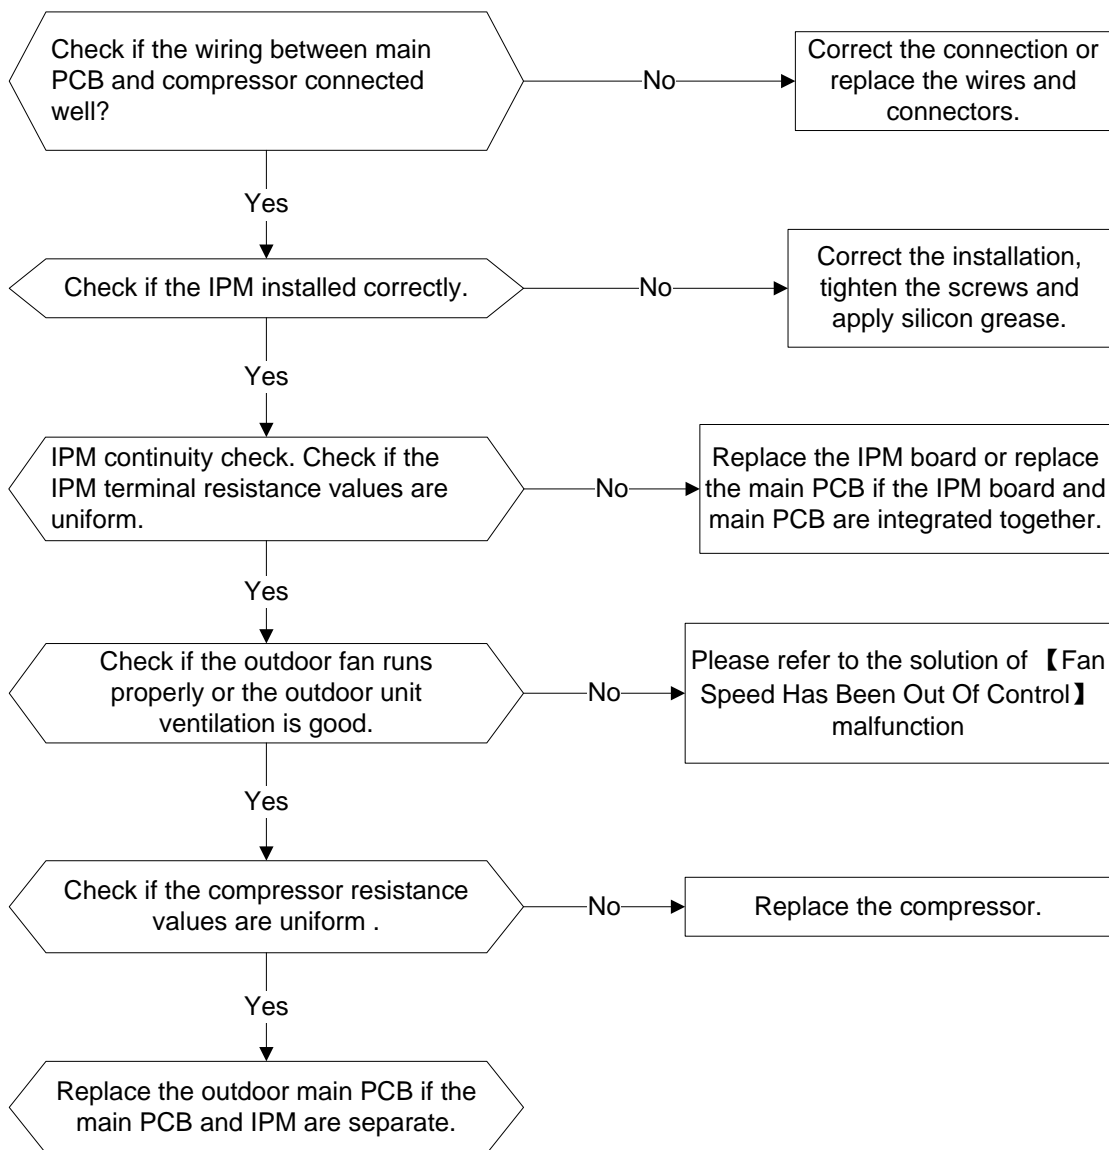 Check if the wiring between main
PCB and compressor connected
well?
No
Correct the connection or
replace the wires and
connectors.
Yes
Check if the IPM installed correctly.
No
Correct the installation,
tighten the screws and
apply silicon grease.
Yes
IPM continuity check. Check if the
IPM terminal resistance values are
uniform.
No
Replace the IPM board or replace
the main PCB if the IPM board and
main PCB are integrated together.
Yes
Check if the outdoor fan runs
properly or the outdoor unit
ventilation is good.
No
Please refer to the solution of 【Fan
Speed Has Been Out Of Control】
malfunction
Yes
Check if the compressor resistance
values are uniform .
No
Replace the compressor.
Yes
Replace the outdoor main PCB if the
main PCB and IPM are separate.